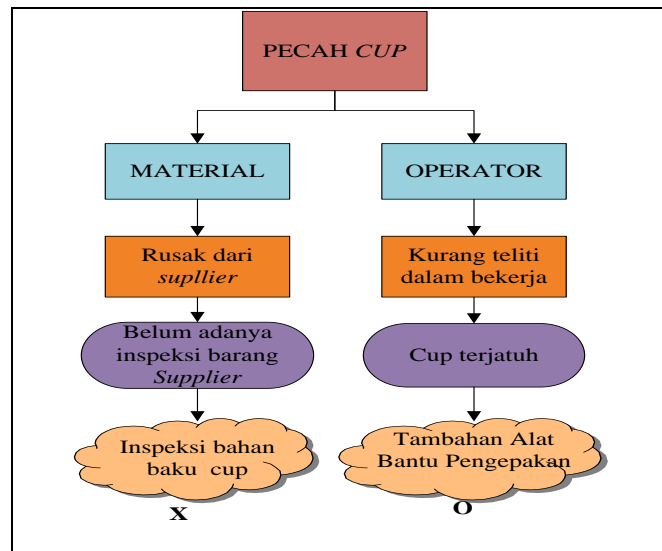 PECAH CUP
MATERIAL
OPERATOR
Rusak dari
supllier
Kurang teliti
dalam bekerja
Belum adanya
inspeksi barang
Supplier
Cup terjatuh
Inspeksi bahan
baku cup
Tambahan Alat
Bantu Pengepakan
X
O